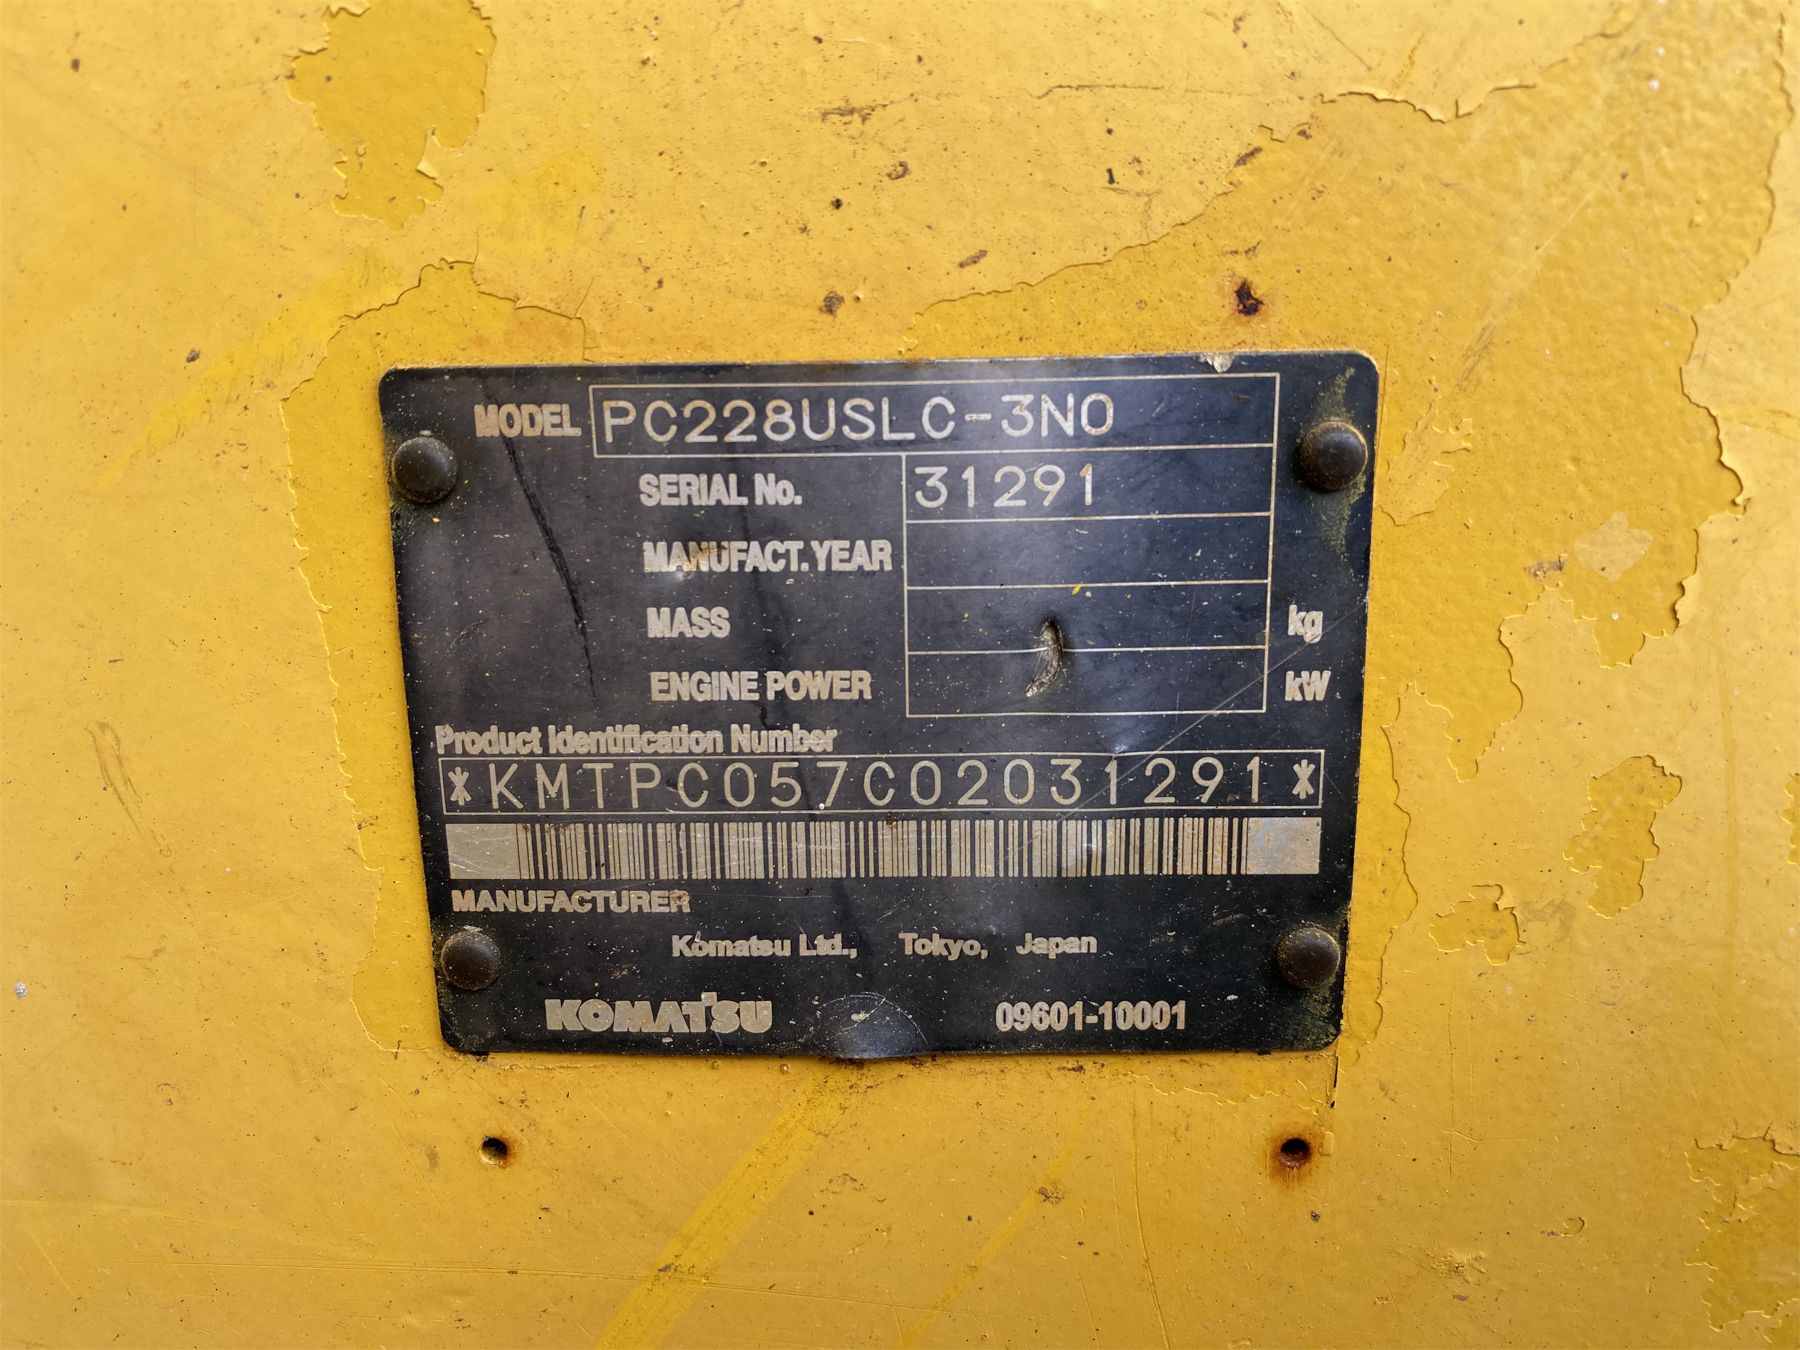 MODEL PC228USLC-3N0
SERIAL No. 31291
MANUFACT. YEAR
MASS kg
ENGINE POWER kW
Product Identification Number
*KMTPC057C02031291*
MANUFACTURER
Komatsu Ltd., Tokyo, Japan
KOMATSU 09601-10001